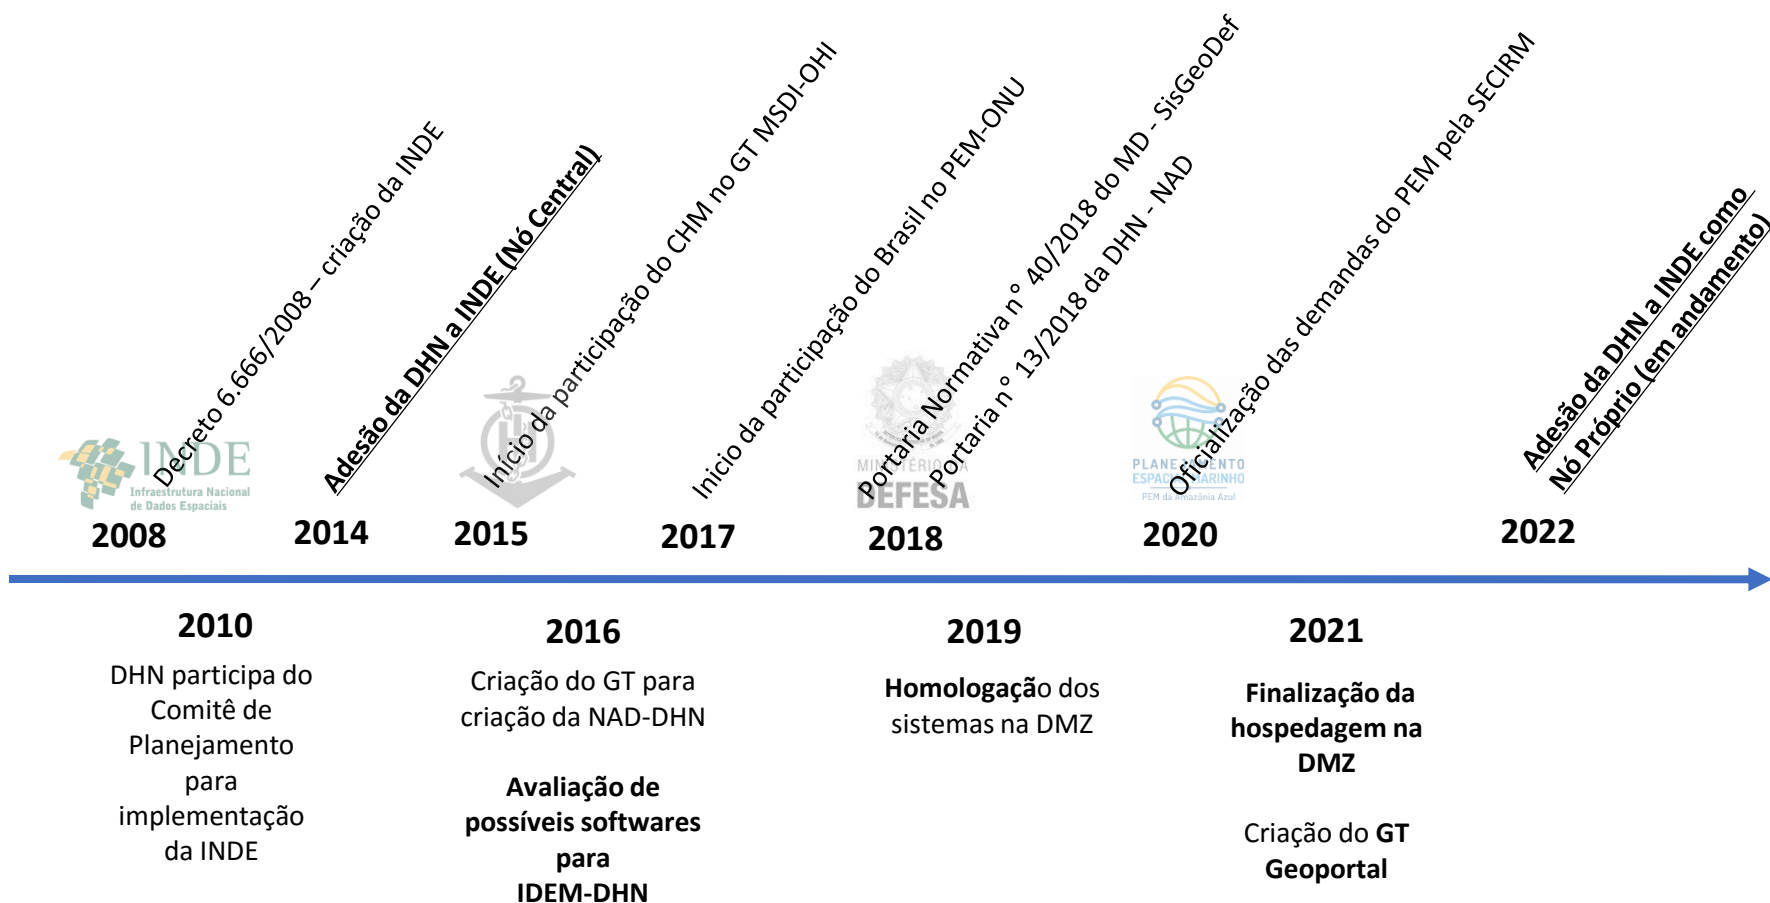 Decreto 6.666/2008 – criação da INDE
Adesão da DHN a INDE (Nó Central)
Início da participação do CHM no GT MSDI-OHI
Inicio da participação do Brasil no PEM-ONU
Portaria Normativa n° 40/2018 do MD - SisGeoDef
Portaria n° 13/2018 da DHN - NAD
Oficialização das demandas do PEM pela SECIRM
Adesão da DHN a INDE como
Nó Próprio (em andamento)
INDE
Infraestrutura Nacional
de Dados Espaciais
MINISTÉRIO DA
DEFESA
PLANEJAMENTO
ESPACIAL MARINHO
PEM da Amazônia Azul
2008
2014
2015
2017
2018
2020
2022
2010
DHN participa do
Comitê de
Planejamento
para
implementação
da INDE
2016
Criação do GT para
criação da NAD-DHN
Avaliação de
possíveis softwares
para
IDEM-DHN
2019
Homologação dos
sistemas na DMZ
2021
Finalização da
hospedagem na
DMZ
Criação do GT
Geoportal